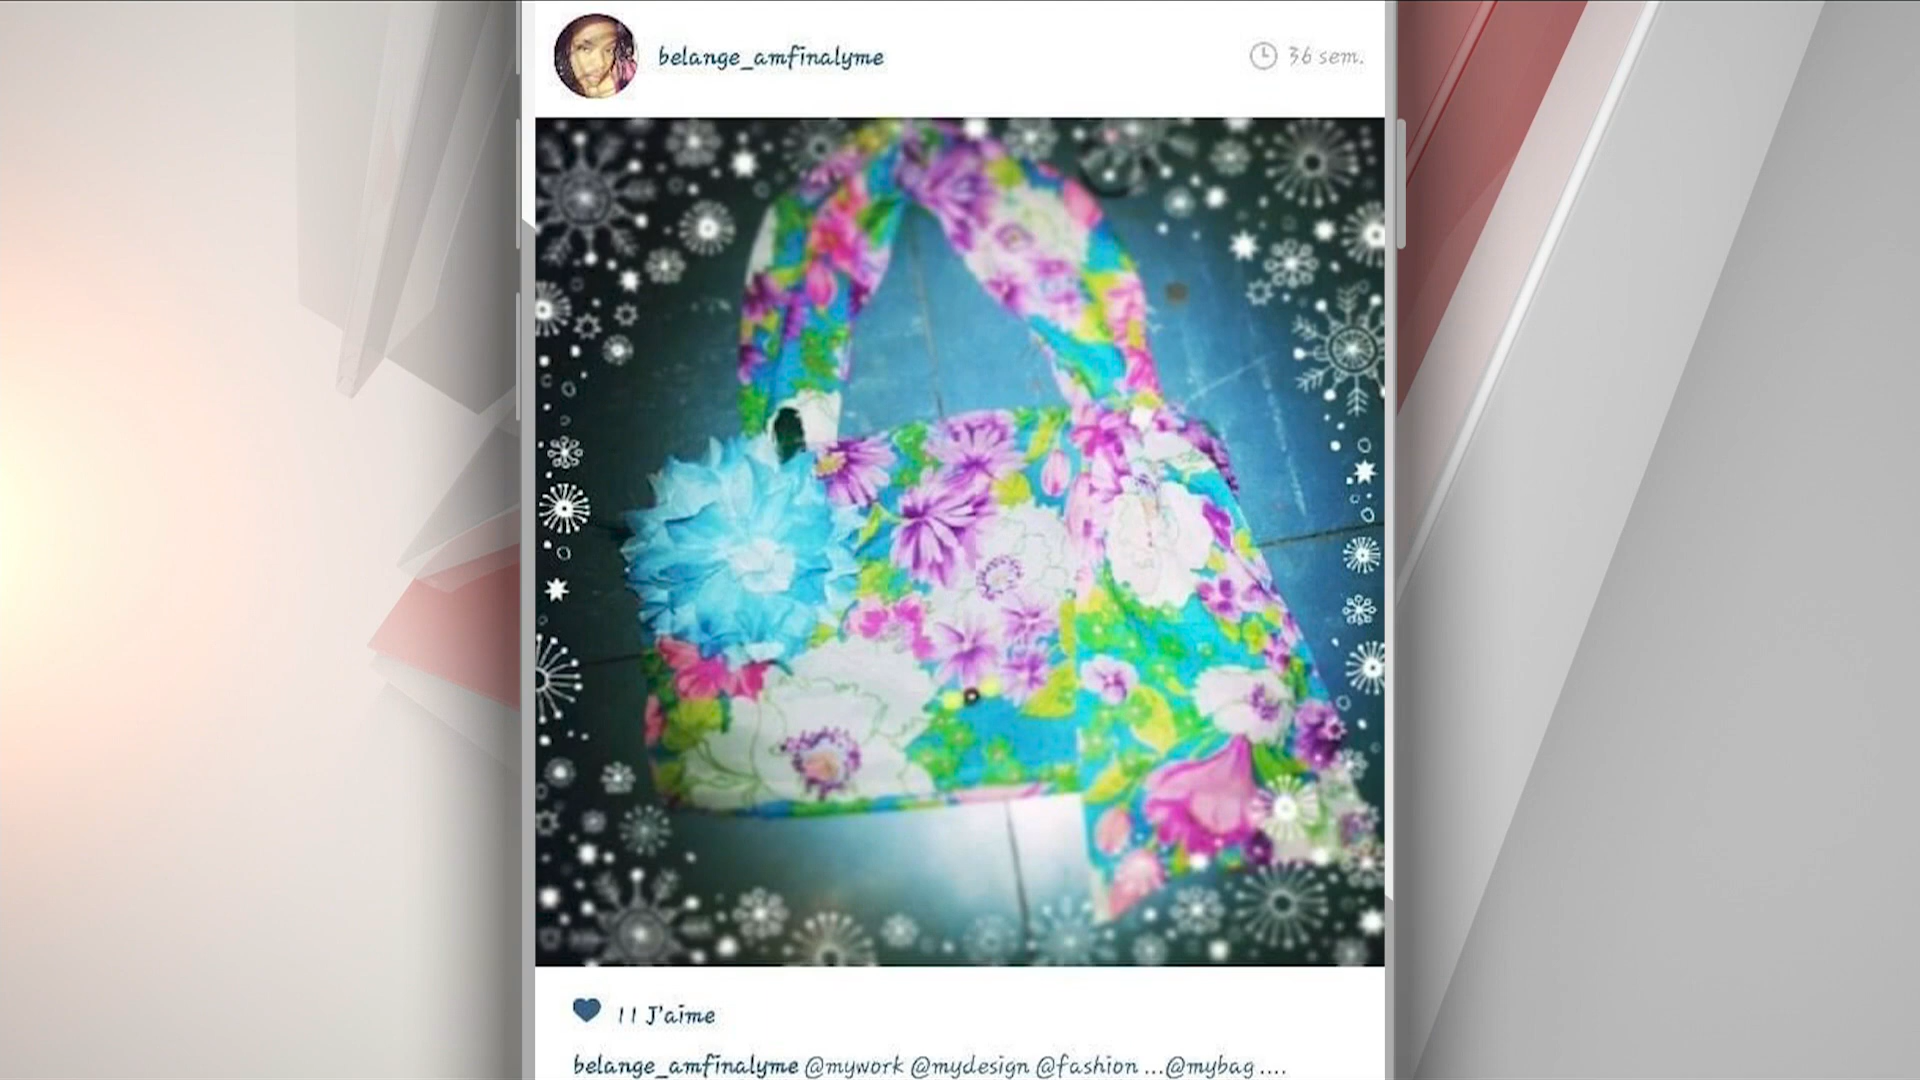 belange_amfinalyme
36 sem.
11 J'aime
belange_amfinalyme @mywork @mydesign @fashion ...@mybag ....